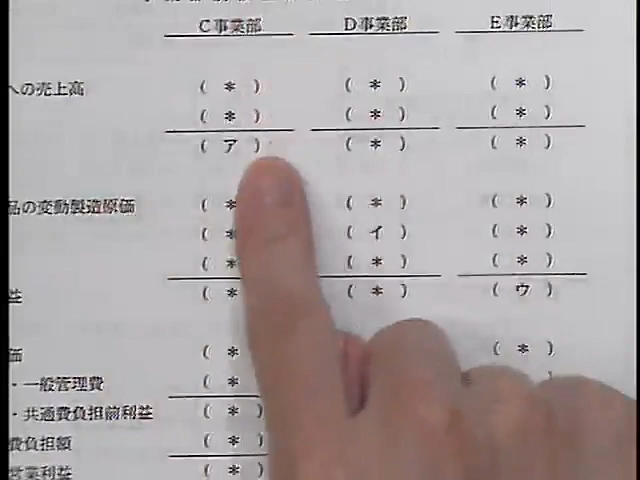 C事業部 D事業部 E事業部
への売上高 ( * ) ( * ) ( * )
( * ) ( * ) ( * )
( ア ) ( * ) ( * )
品の変動製造原価 ( * ( * ) ( * )
( * ( イ ) ( * )
( * ( * ) ( * )
益 ( * ( * ) ( ウ )
価 ( * ( * )
・一般管理費 ( *
・共通費負担前利益 ( * )
費負担額 ( * )
営業利益 ( * )